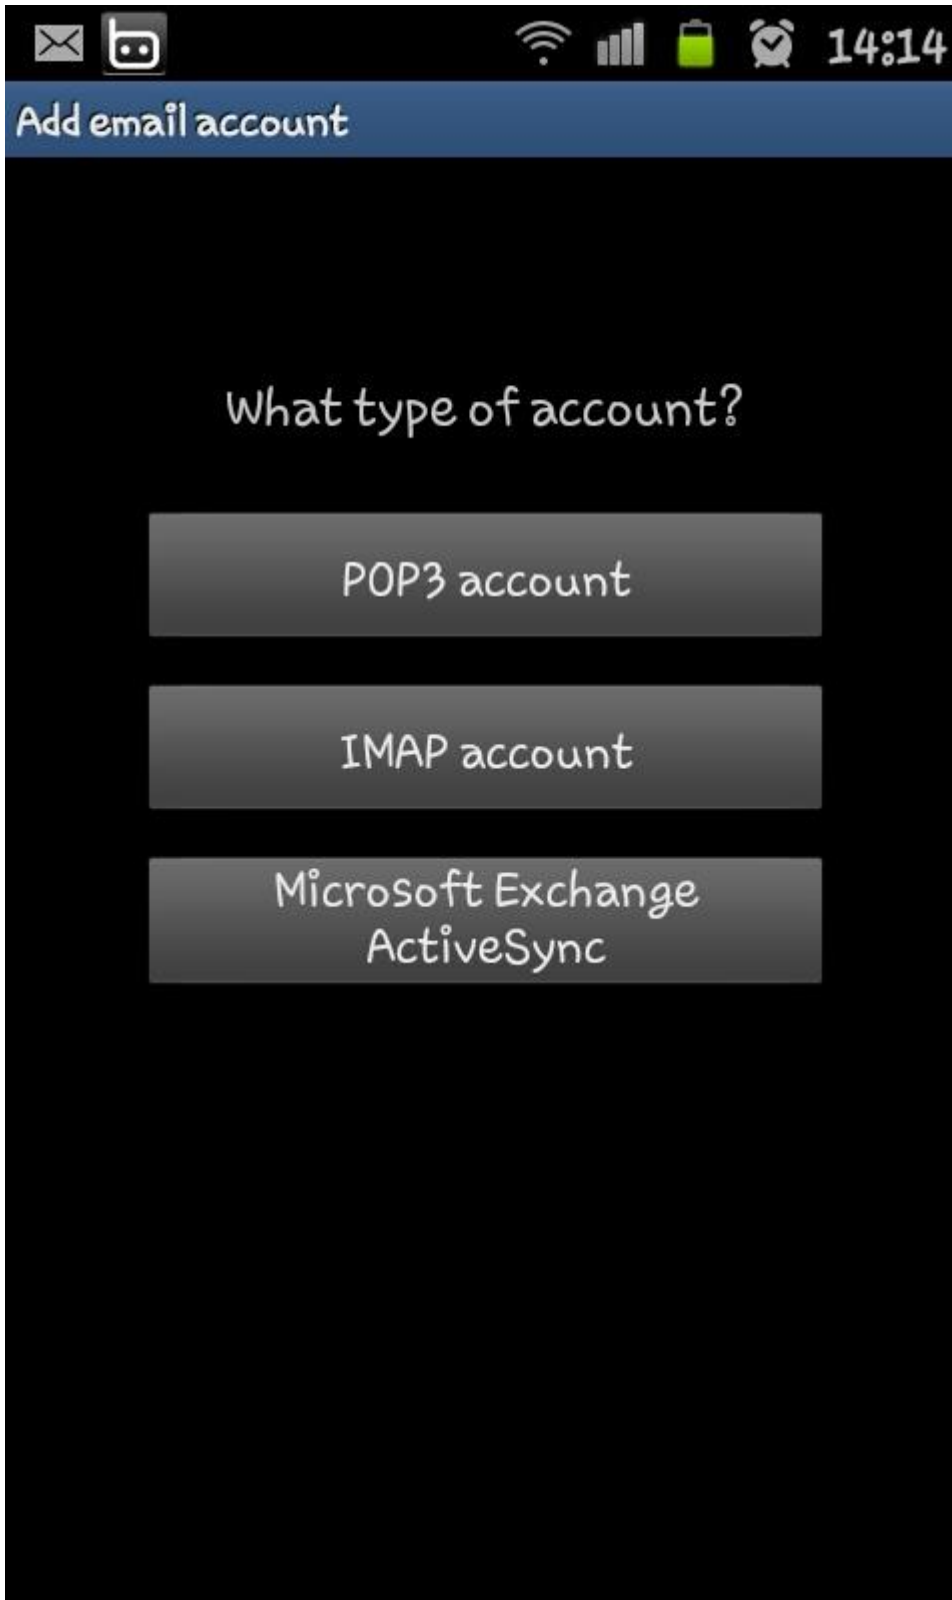 14:14
Add email account
What type of account?
POP3 account
IMAP account
Microsoft Exchange
ActiveSync